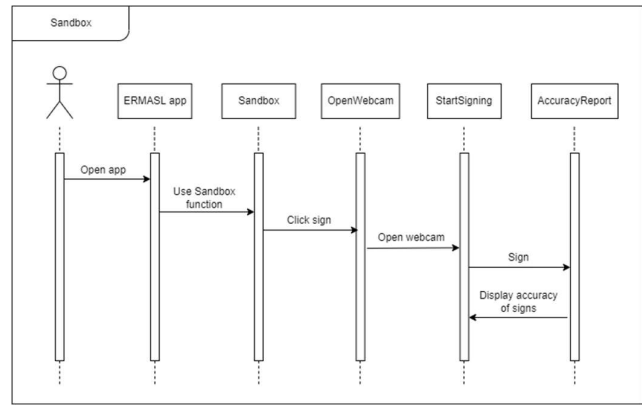 Sandbox
ERMASL app
Sandbox
OpenWebcam
StartSigning
AccuracyReport
Open app
Use Sandbox
function
Click sign
Open webcam
Sign
Display accuracy
of signs